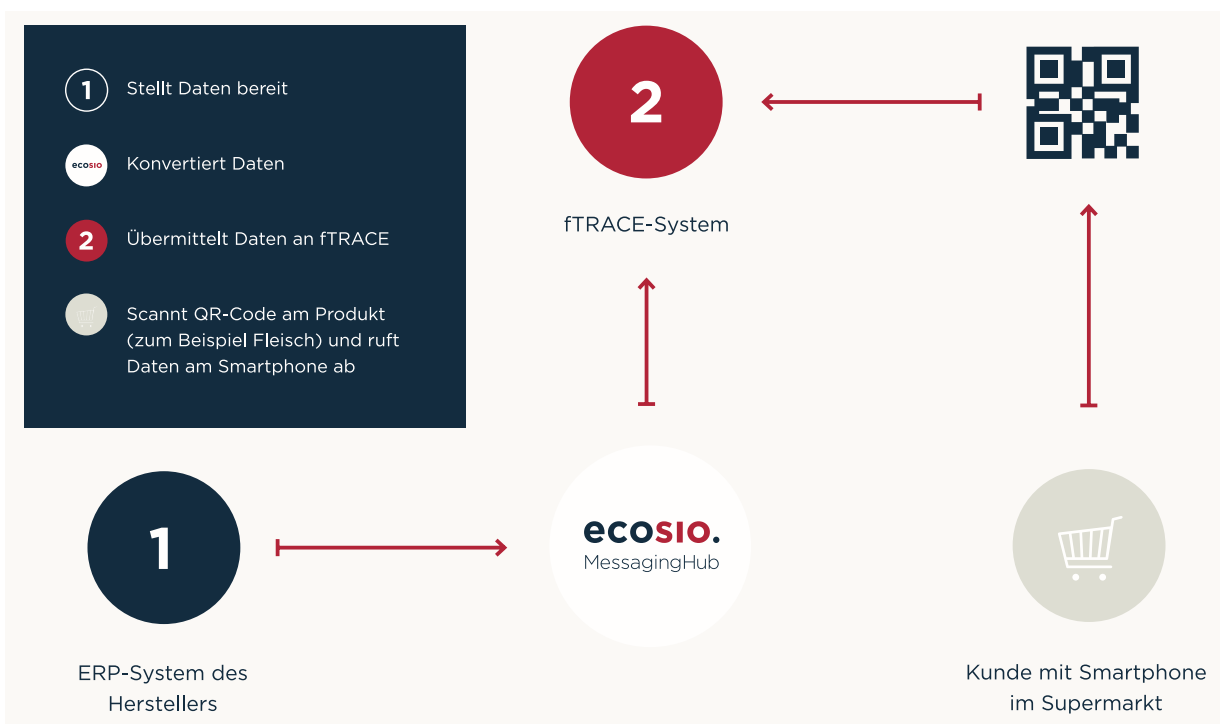 1 Stellt Daten bereit
ecosio Konvertiert Daten
2 Übermittelt Daten an fTRACE
Scannt QR-Code am Produkt
(zum Beispiel Fleisch) und ruft
Daten am Smartphone ab
2
fTRACE-System
1
ERP-System des
Herstellers
ecosio.
MessagingHub
Kunde mit Smartphone
im Supermarkt